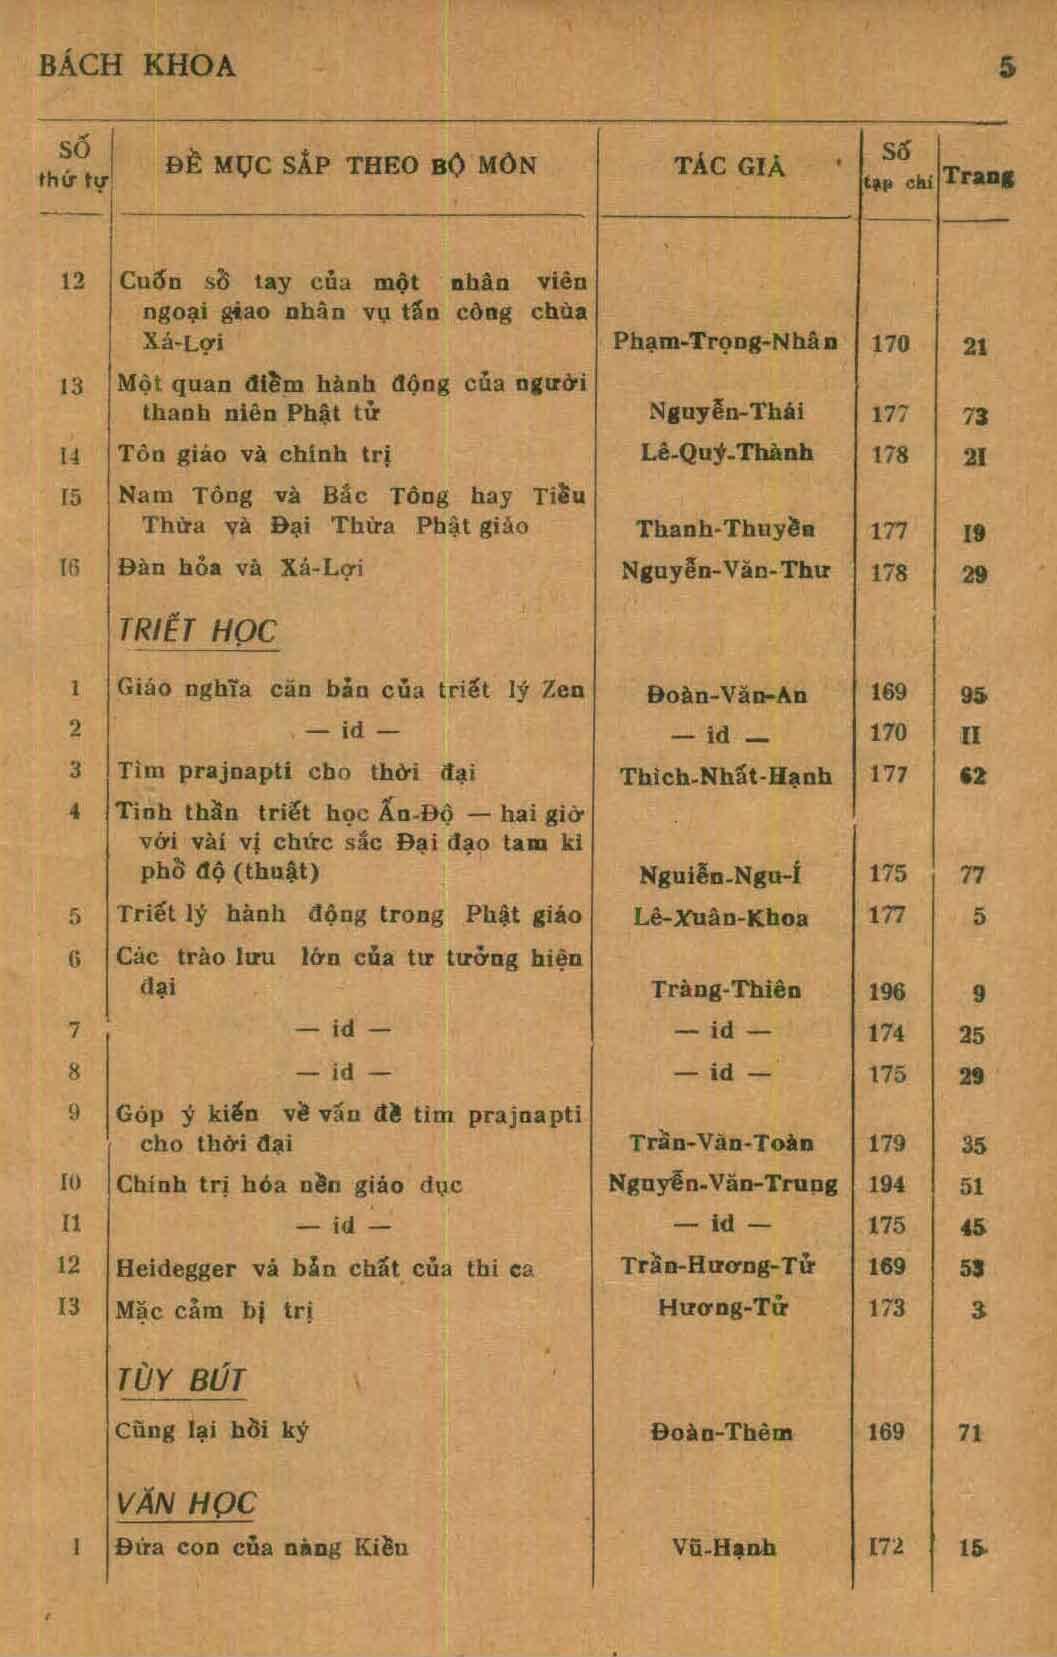 BÁCH KHOA 5
SỐ thứ tự ĐỀ MỤC SẮP THEO BỘ MÔN TÁC GIẢ Số tạp chí Trang
12 Cuốn sổ tay của một nhân viên
ngoại giao nhân vụ tấn công chùa
Xá-Lợi Phạm-Trọng-Nhân 170 21
13 Một quan điểm hành động của người
thanh niên Phật tử Nguyễn-Thái 177 73
14 Tôn giáo và chính trị Lê-Quý-Thành 178 21
15 Nam Tông và Bắc Tông hay Tiểu
Thừa và Đại Thừa Phật giáo Thanh-Thuyền 177 19
16 Đàn hỏa và Xá-Lợi Nguyễn-Văn-Thư 178 29
TRIẾT HỌC
1 Giáo nghĩa căn bản của triết lý Zen Đoàn-Văn-An 169 95
2 — id — — id — 170 11
3 Tìm prajnapti cho thời đại Thích-Nhất-Hạnh 177 62
4 Tinh thần triết học Ấn-Độ — hai giờ
với vài vị chức sắc Đại đạo tam kì
phổ độ (thuật) Nguiễn-Ngu-Í 175 77
5 Triết lý hành động trong Phật giáo Lê-Xuân-Khoa 177 5
6 Các trào lưu lớn của tư tưởng hiện
đại Tràng-Thiên 196 9
7 — id — — id — 174 25
8 — id — — id — 175 29
9 Góp ý kiến về vấn đề tìm prajnapti
cho thời đại Trần-Văn-Toàn 179 35
10 Chính trị hóa nền giáo dục Nguyễn-Văn-Trung 194 51
11 — id — — id — 175 45
12 Heidegger và bản chất của thi ca Trần-Hương-Tử 169 53
13 Mặc cảm bị trị Hương-Tử 173 3
TÙY BÚT
Cũng lại hồi ký Đoàn-Thêm 169 71
VĂN HỌC
1 Đứa con của nàng Kiều Vũ-Hạnh 172 15